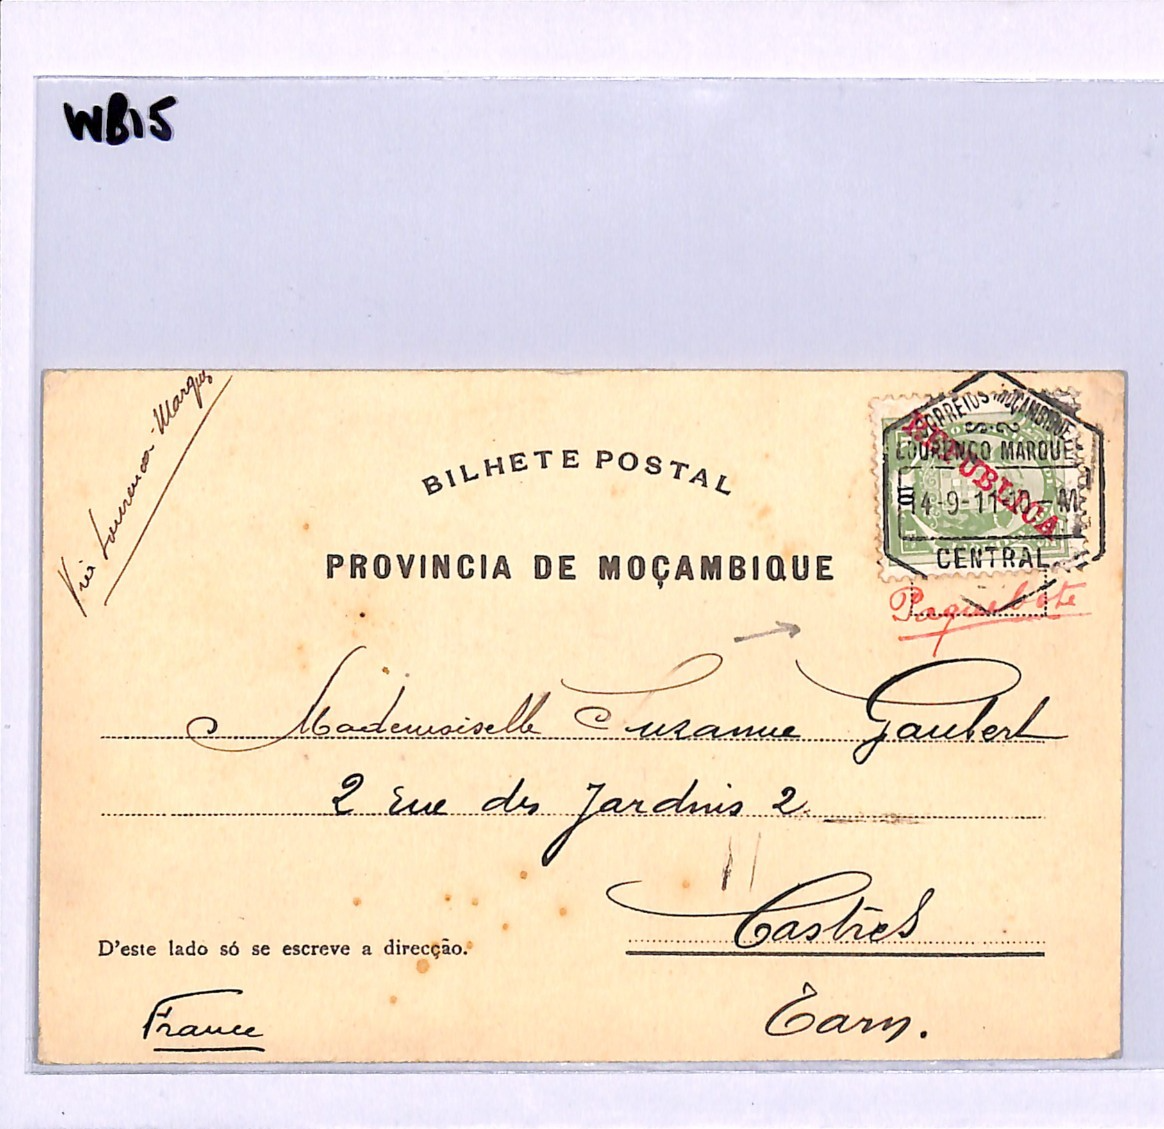 WB15
Via Lourenço-Marques
BILHETE POSTAL
PROVINCIA DE MOÇAMBIQUE
REPUBLICA
CORREIOS MOÇAMBIQUE
LOURENÇO MARQUES
14-9-11
CENTRAL
Paquebote
Mademoiselle Suzanne Gaubert
2 rue des Jardins 2
Castres
D'este lado só se escreve a direcção.
Tarn.
France